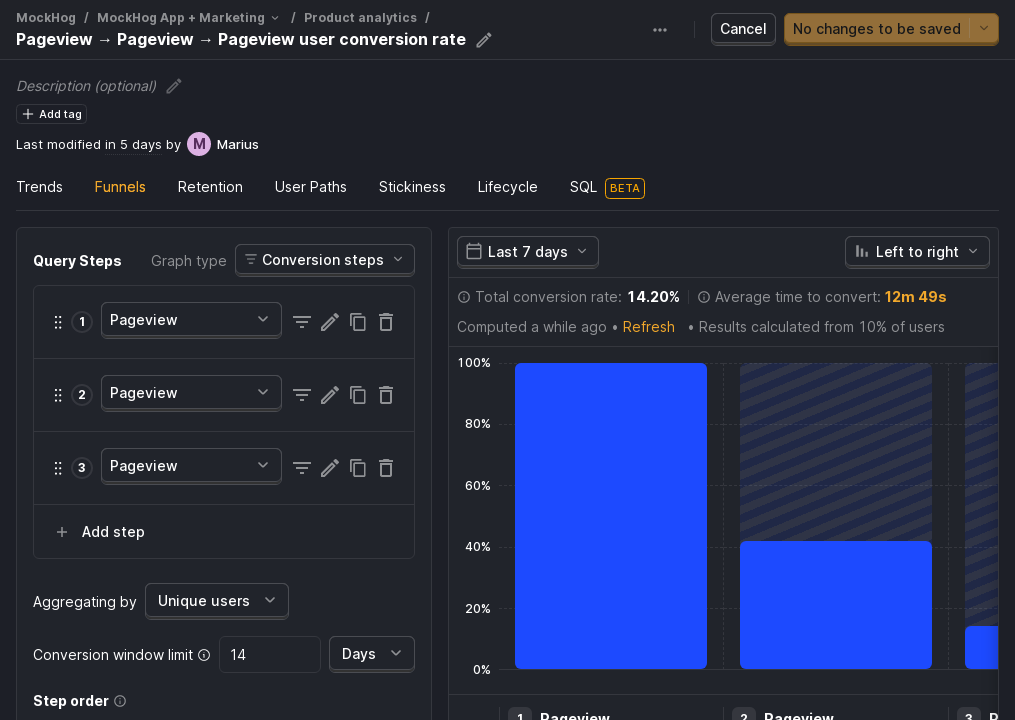 MockHog / MockHog App + Marketing / Product analytics /
Pageview → Pageview → Pageview user conversion rate
Cancel
No changes to be saved
Description (optional)
Add tag
Last modified in 5 days by M Marius
Trends Funnels Retention User Paths Stickiness Lifecycle SQL BETA
Query Steps Graph type Conversion steps
1 Pageview
2 Pageview
3 Pageview
+ Add step
Aggregating by Unique users
Conversion window limit 14 Days
Step order
Last 7 days Left to right
Total conversion rate: 14.20% Average time to convert: 12m 49s
Computed a while ago • Refresh • Results calculated from 10% of users
100%
80%
60%
40%
20%
0%
1 Pageview 2 Pageview 3